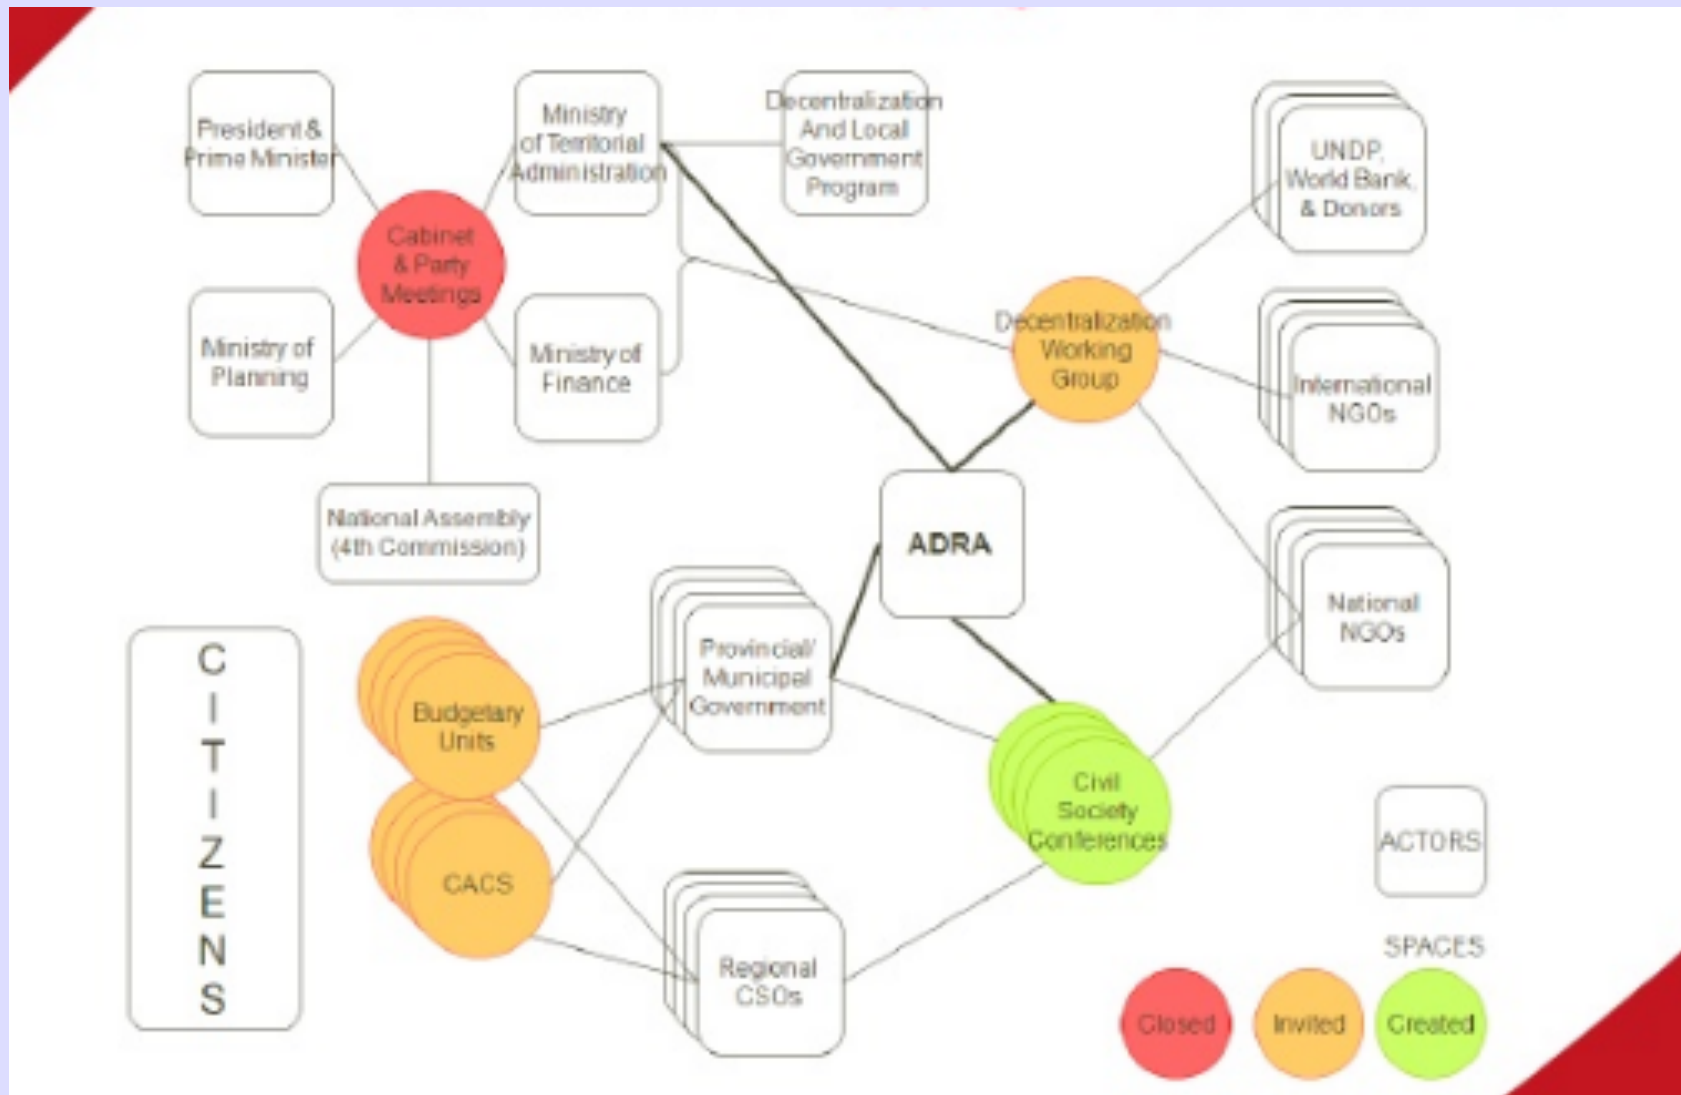 President &
Prime Minister
Ministry
of Territorial
Administration
Decentralization
And Local
Government
Program
UNDP,
World Bank,
& Donors
Cabinet
& Party
Meetings
Ministry of
Planning
Ministry of
Finance
Decentralization
Working
Group
International
NGOs
National Assembly
(4th Commission)
ADRA
National
NGOs
C
I
T
I
Z
E
N
S
Budgetary
Units
Provincial/
Municipal
Government
Civil
Society
Conferences
CACS
Regional
CSOs
ACTORS
SPACES
Closed
Invited
Created